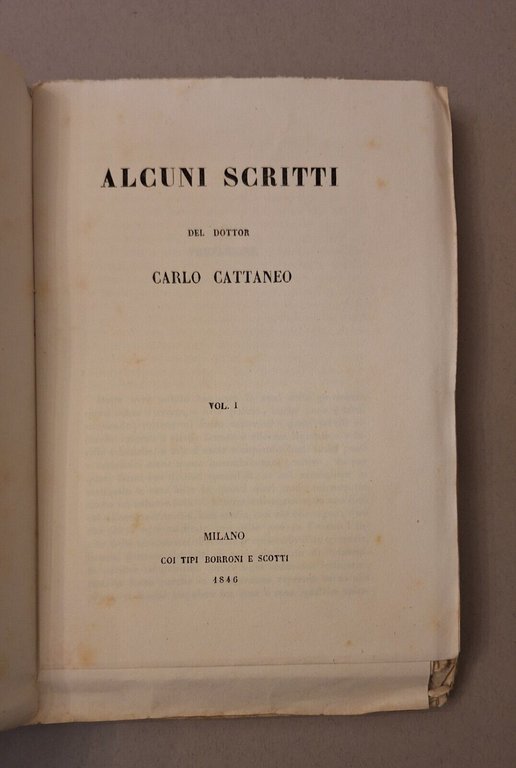 ALCUNI SCRITTI
DEL DOTTOR
CARLO CATTANEO
VOL. I
MILANO
COI TIPI BORRONI E SCOTTI
1846